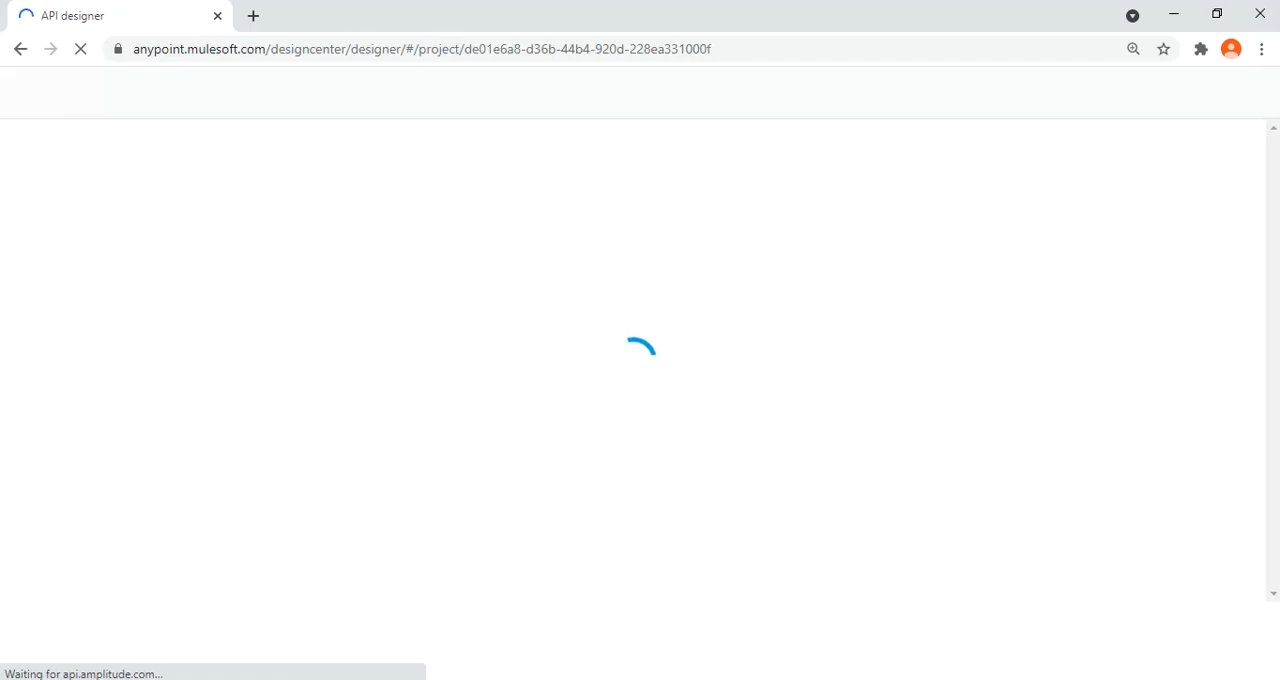 API designer
anypoint.mulesoft.com/designcenter/designer/#/project/de01e6a8-d36b-44b4-920d-228ea331000f
Waiting for api.amplitude.com...